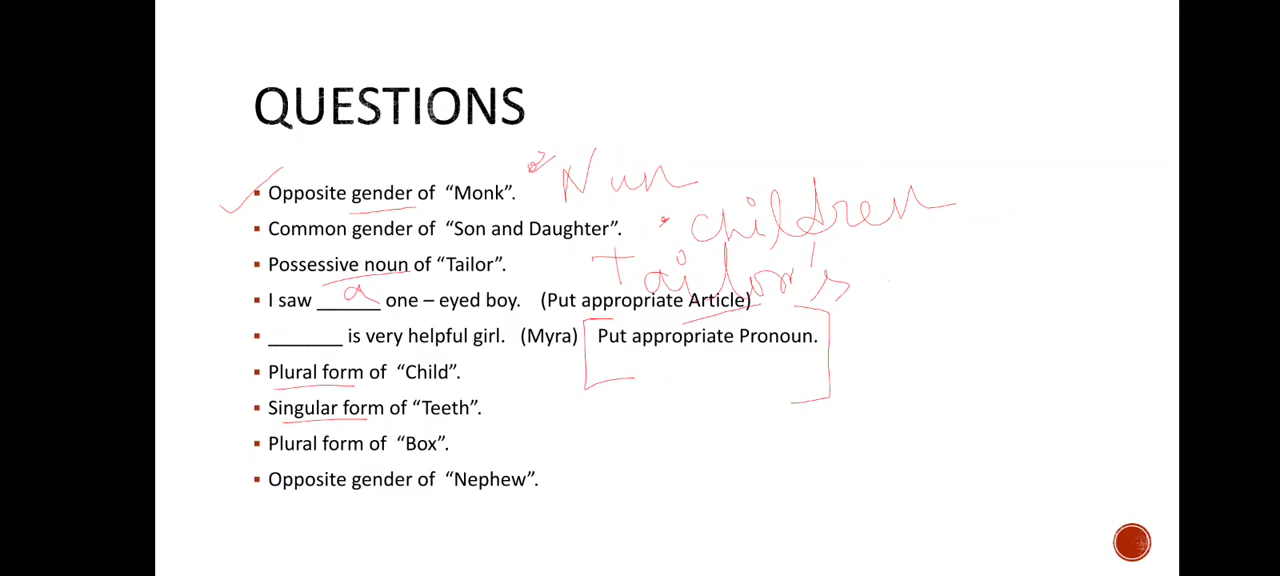 QUESTIONS
▪ Opposite gender of “Monk”. Nun
▪ Common gender of “Son and Daughter”. children
▪ Possessive noun of “Tailor”. Tailor's
▪ I saw __a__ one – eyed boy. (Put appropriate Article)
▪ _______ is very helpful girl. (Myra) [Put appropriate Pronoun.]
▪ Plural form of “Child”.
▪ Singular form of “Teeth”.
▪ Plural form of “Box”.
▪ Opposite gender of “Nephew”.